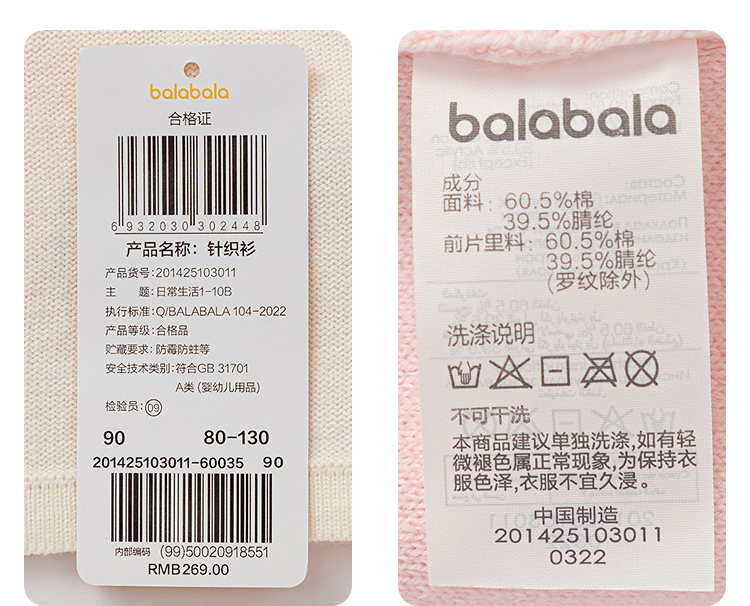 balabala
合格证
6 932030 302448
产品名称：针织衫
产品货号：201425103011
主 题：日常生活1-10B
执行标准：Q/BALABALA 104-2022
产品等级：合格品
贮藏要求：防霉防蛀等
安全技术类别：符合GB 31701
A类 (婴幼儿用品)
检验员：09
90 80-130
201425103011-60035 90
内部编码 (99)50020918551
RMB269.00
balabala
成分
面料：60.5%棉
39.5%腈纶
前片里料：60.5%棉
39.5%腈纶
(罗纹除外)
洗涤说明
不可干洗
本商品建议单独洗涤,如有轻
微褪色属正常现象,为保持衣
服色泽,衣服不宜久浸。
中国制造
201425103011
0322